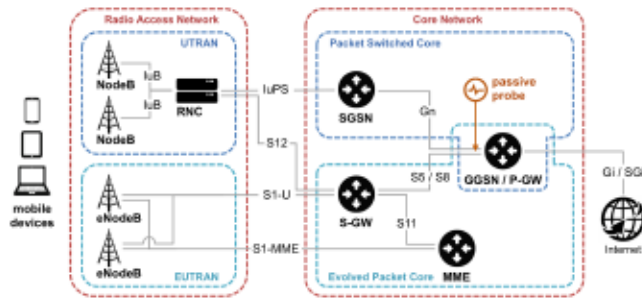 Radio Access Network
Core Network
UTRAN
Packet Switched Core
NodeB
IuB
IuB
NodeB
RNC
IuPS
SGSN
passive
probe
Gn
S12
GGSN / P-GW
Gi / SGi
S5 / S8
mobile
devices
eNodeB
S1-U
S-GW
S11
Internet
eNodeB
S1-MME
MME
EUTRAN
Evolved Packet Core